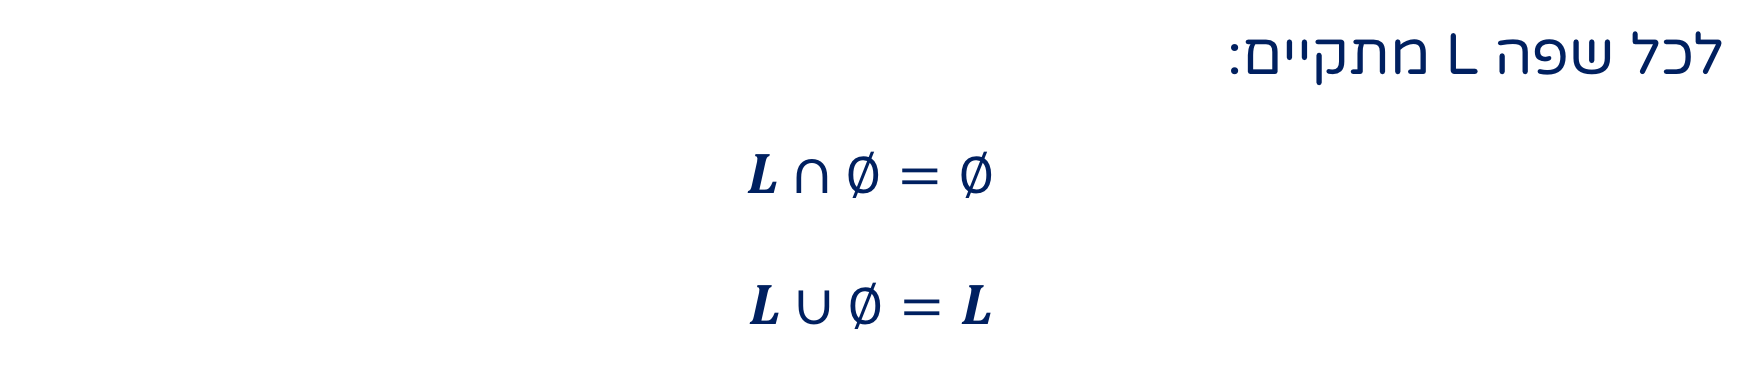 לכל שפה L מתקיים:
L ∩ ∅ = ∅
L ∪ ∅ = L